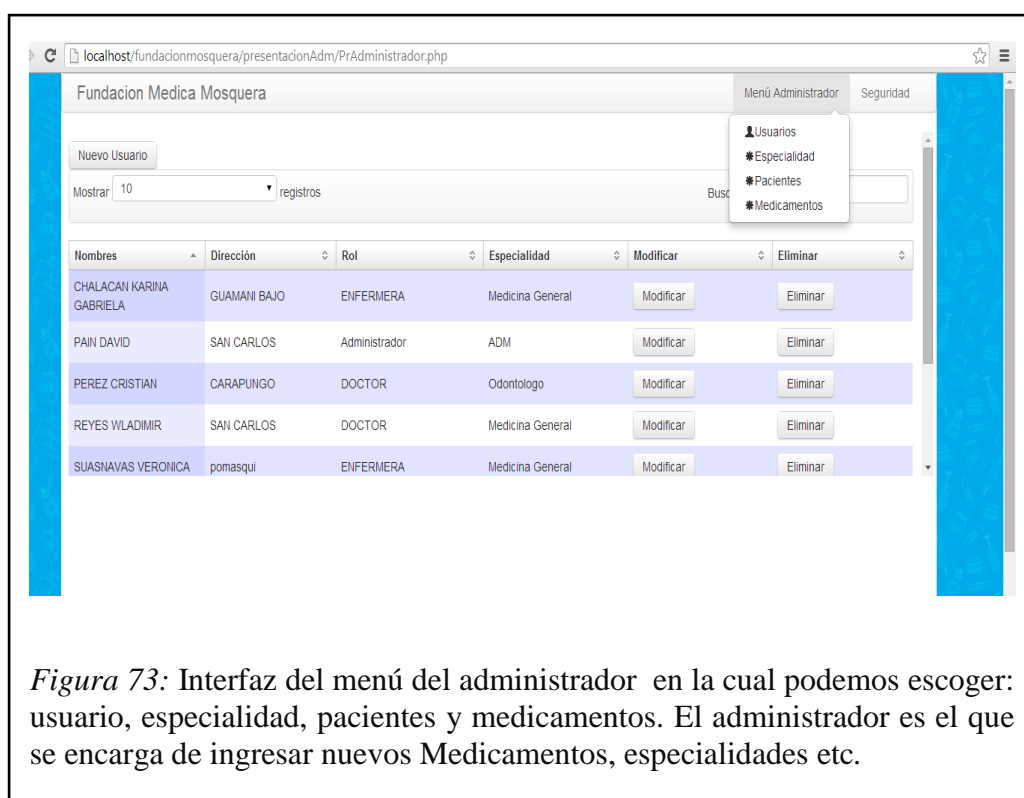 localhost/fundacionmosquera/presentacionAdm/PrAdministrador.php
Fundacion Medica Mosquera
Menú Administrador
Seguridad
Usuarios
Especialidad
Pacientes
Medicamentos
Nuevo Usuario
Mostrar 10 registros
Nombres Dirección Rol Especialidad Modificar Eliminar
CHALACAN KARINA GABRIELA GUAMANI BAJO ENFERMERA Medicina General Modificar Eliminar
PAIN DAVID SAN CARLOS Administrador ADM Modificar Eliminar
PEREZ CRISTIAN CARAPUNGO DOCTOR Odontologo Modificar Eliminar
REYES WLADIMIR SAN CARLOS DOCTOR Medicina General Modificar Eliminar
SUASNAVAS VERONICA pomasqui ENFERMERA Medicina General Modificar Eliminar
Figura 73: Interfaz del menú del administrador en la cual podemos escoger:
usuario, especialidad, pacientes y medicamentos. El administrador es el que
se encarga de ingresar nuevos Medicamentos, especialidades etc.